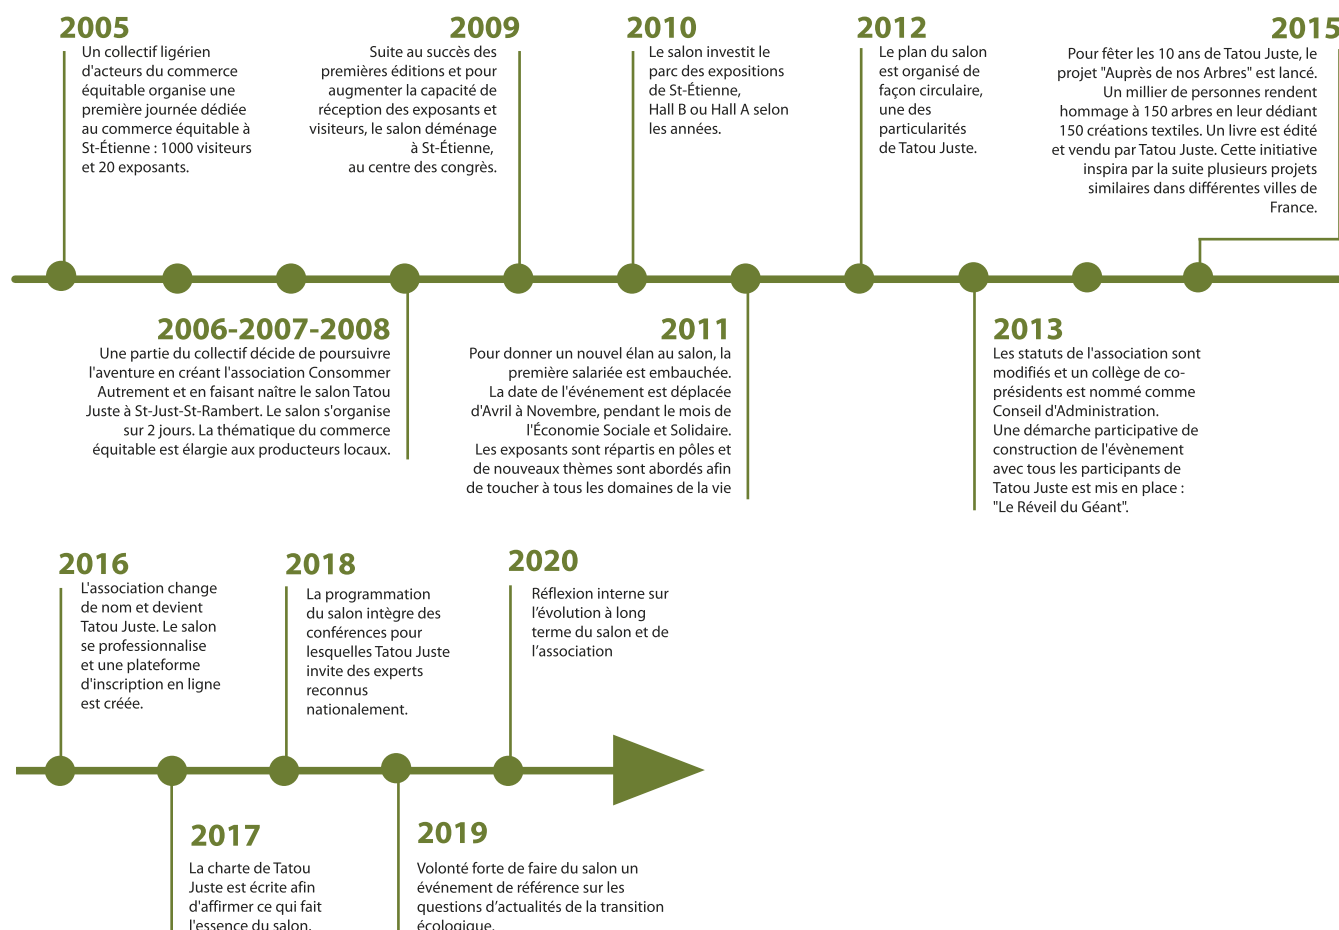 2005
Un collectif ligérien
d'acteurs du commerce
équitable organise une
première journée dédiée
au commerce équitable à
St-Étienne : 1000 visiteurs
et 20 exposants.
2009
Suite au succès des
premières éditions et pour
augmenter la capacité de
réception des exposants et
visiteurs, le salon déménage
à St-Étienne,
au centre des congrès.
2010
Le salon investit le
parc des expositions
de St-Étienne,
Hall B ou Hall A selon
les années.
2012
Le plan du salon
est organisé de
façon circulaire,
une des
particularités
de Tatou Juste.
2015
Pour fêter les 10 ans de Tatou Juste, le
projet "Auprès de nos Arbres" est lancé.
Un millier de personnes rendent
hommage à 150 arbres en leur dédiant
150 créations textiles. Un livre est édité
et vendu par Tatou Juste. Cette initiative
inspira par la suite plusieurs projets
similaires dans différentes villes de
France.
2006-2007-2008
Une partie du collectif décide de poursuivre
l'aventure en créant l'association Consommer
Autrement et en faisant naître le salon Tatou
Juste à St-Just-St-Rambert. Le salon s'organise
sur 2 jours. La thématique du commerce
équitable est élargie aux producteurs locaux.
2011
Pour donner un nouvel élan au salon, la
première salariée est embauchée.
La date de l'événement est déplacée
d'Avril à Novembre, pendant le mois de
l'Économie Sociale et Solidaire.
Les exposants sont répartis en pôles et
de nouveaux thèmes sont abordés afin
de toucher à tous les domaines de la vie
2013
Les statuts de l'association sont
modifiés et un collège de co-
présidents est nommé comme
Conseil d'Administration.
Une démarche participative de
construction de l'évènement
avec tous les participants de
Tatou Juste est mis en place :
"Le Réveil du Géant".
2016
L'association change
de nom et devient
Tatou Juste. Le salon
se professionnalise
et une plateforme
d'inscription en ligne
est créée.
2018
La programmation
du salon intègre des
conférences pour
lesquelles Tatou Juste
invite des experts
reconnus
nationalement.
2020
Réflexion interne sur
l’évolution à long
terme du salon et de
l’association
2017
La charte de Tatou
Juste est écrite afin
d'affirmer ce qui fait
l'essence du salon.
2019
Volonté forte de faire du salon un
événement de référence sur les
questions d’actualités de la transition
écologique.